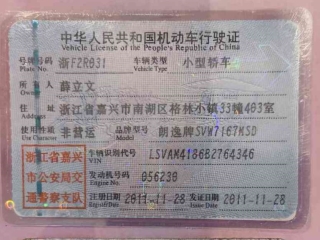 中华人民共和国机动车行驶证
Vehicle License of the People's Republic of China
号牌号码 浙FZR031 车辆类型 小型轿车
Plate No. Vehicle Type
所有人 薛立文
Owner
住址 浙江省嘉兴市南湖区格林小镇33幢403室
Address
使用性质 非营运 品牌型号 朗逸牌SVW7167KSD
Use Character Model
浙江省嘉兴市公安局交通警察支队
车辆识别代号 LSVAM4186B2764346
VIN
发动机号码 056238
Engine No.
注册日期 2011-11-28 发证日期 2011-11-28
Register Date Issue Date